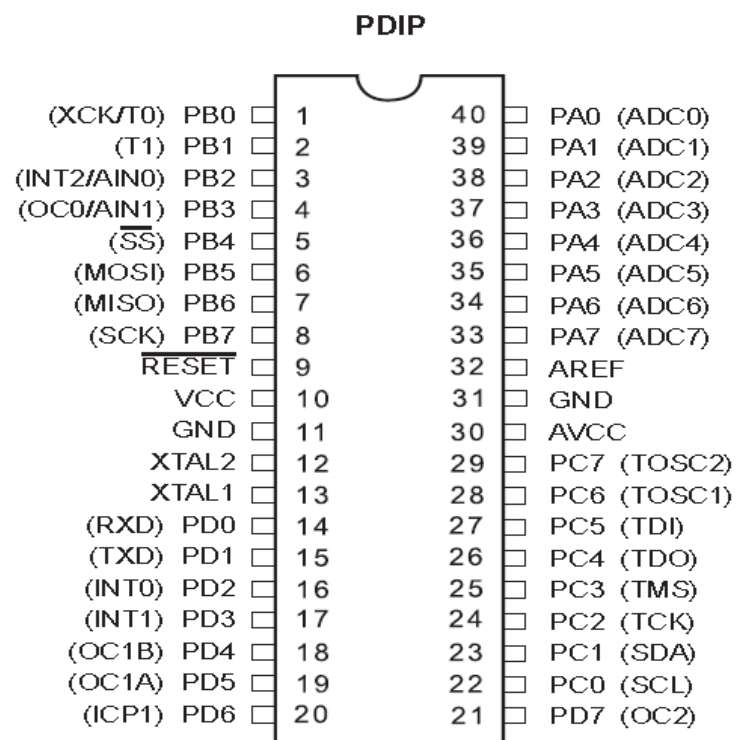 PDIP
(XCK/T0) PB0 1 40 PA0 (ADC0)
(T1) PB1 2 39 PA1 (ADC1)
(INT2/AIN0) PB2 3 38 PA2 (ADC2)
(OC0/AIN1) PB3 4 37 PA3 (ADC3)
(S̅S̅) PB4 5 36 PA4 (ADC4)
(MOSI) PB5 6 35 PA5 (ADC5)
(MISO) PB6 7 34 PA6 (ADC6)
(SCK) PB7 8 33 PA7 (ADC7)
R̅E̅S̅E̅T̅ 9 32 AREF
VCC 10 31 GND
GND 11 30 AVCC
XTAL2 12 29 PC7 (TOSC2)
XTAL1 13 28 PC6 (TOSC1)
(RXD) PD0 14 27 PC5 (TDI)
(TXD) PD1 15 26 PC4 (TDO)
(INT0) PD2 16 25 PC3 (TMS)
(INT1) PD3 17 24 PC2 (TCK)
(OC1B) PD4 18 23 PC1 (SDA)
(OC1A) PD5 19 22 PC0 (SCL)
(ICP1) PD6 20 21 PD7 (OC2)